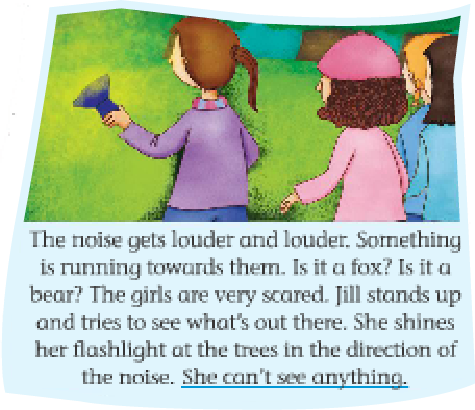 The noise gets louder and louder. Something
is running towards them. Is it a fox? Is it a
bear? The girls are very scared. Jill stands up
and tries to see what's out there. She shines
her flashlight at the trees in the direction of
the noise. She can't see anything.